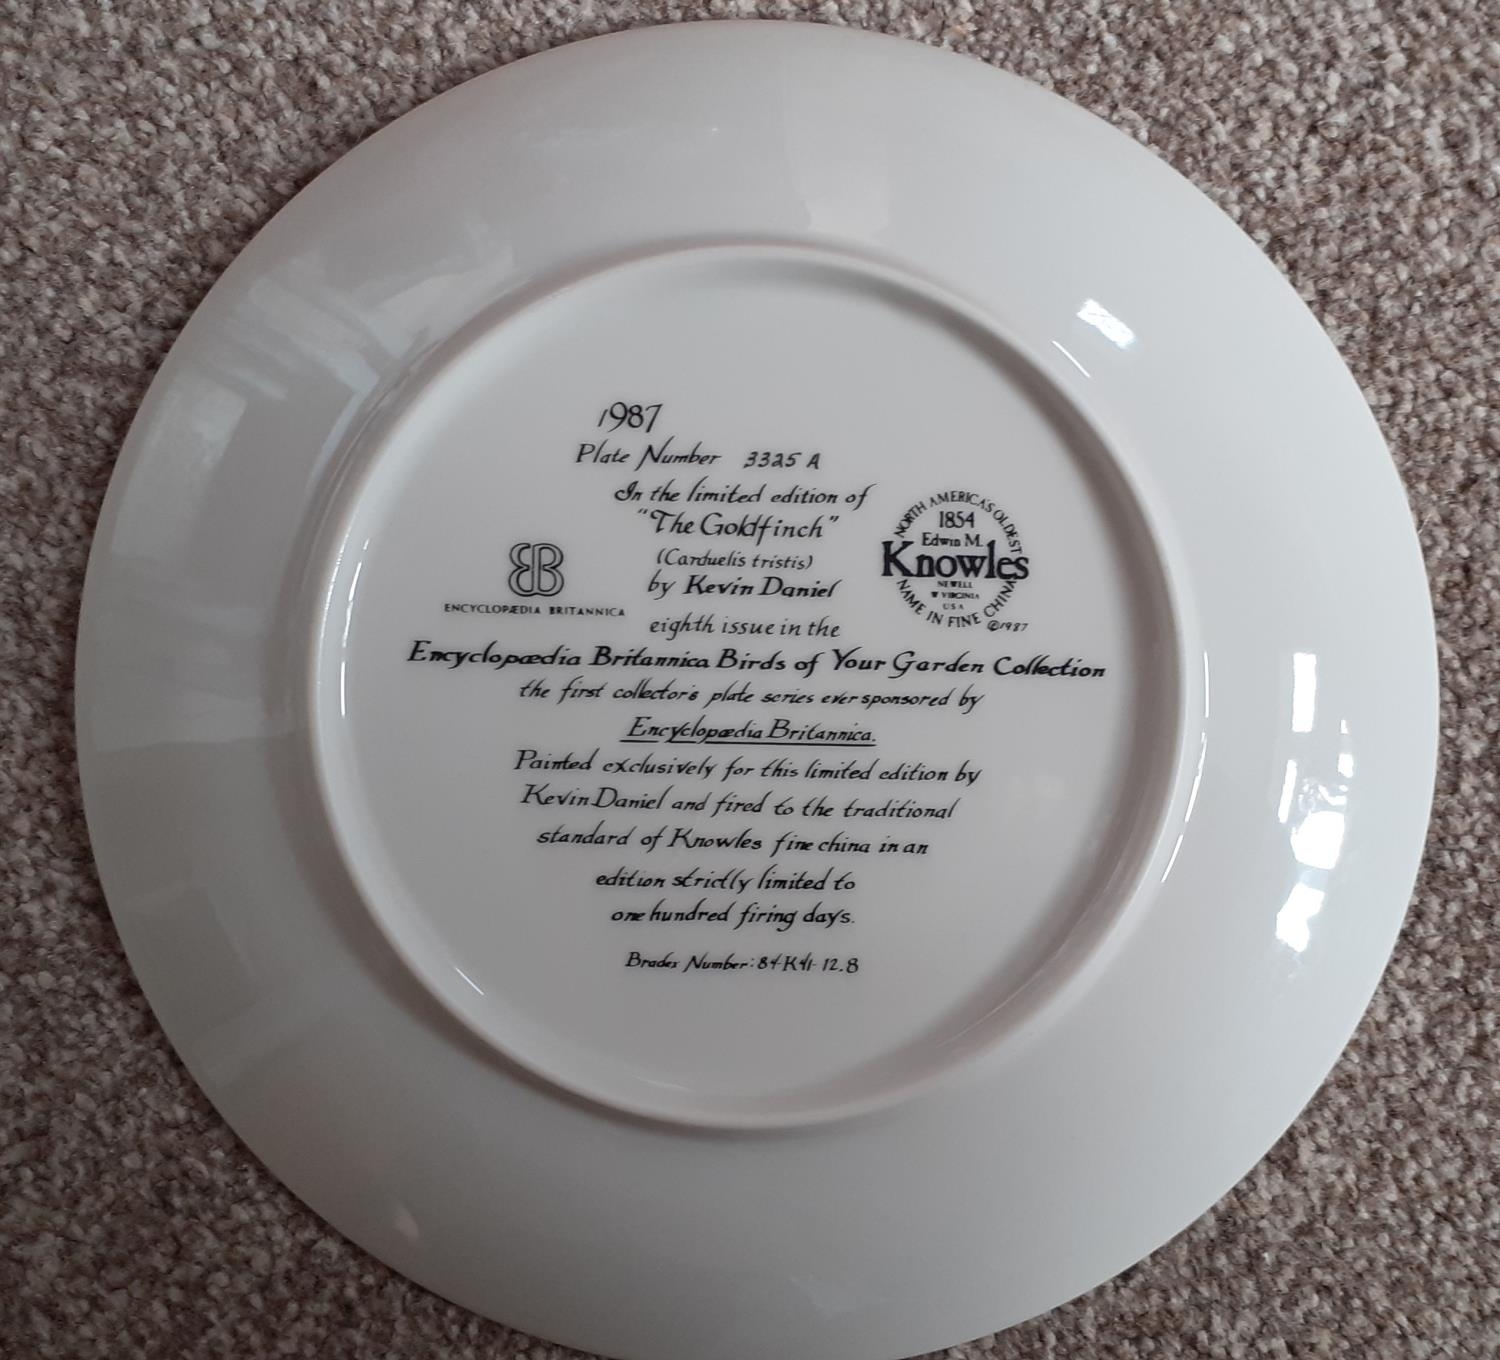 1987
Plate Number 3325 A
In the limited edition of
"The Goldfinch"
(Carduelis tristis)
by Kevin Daniel
eighth issue in the
Encyclopædia Britannica Birds of Your Garden Collection
the first collector's plate series ever sponsored by
Encyclopædia Britannica.
Painted exclusively for this limited edition by
Kevin Daniel and fired to the traditional
standard of Knowles fine china in an
edition strictly limited to
one hundred firing days.
Bradex Number: 84-K41-12.8
ENCYCLOPÆDIA BRITANNICA
NORTH AMERICA'S OLDEST
1854
Edwin M.
Knowles
NEWELL
W VIRGINIA
USA
NAME IN FINE CHINA
©1987